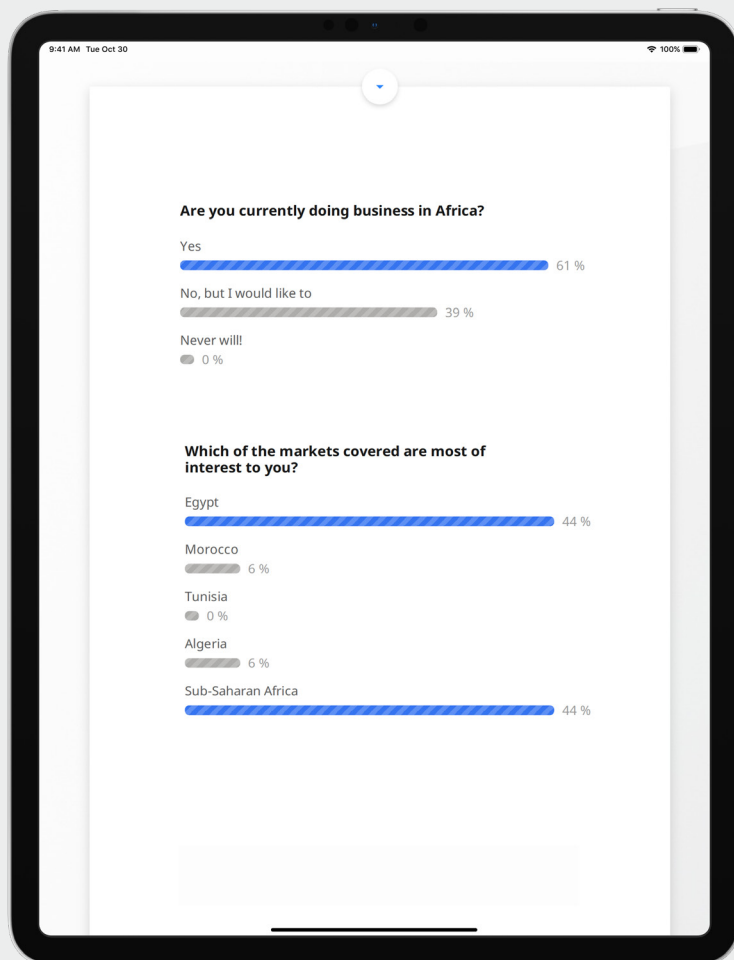 9:41 AM Tue Oct 30 100%
Are you currently doing business in Africa?
Yes
61 %
No, but I would like to
39 %
Never will!
0 %
Which of the markets covered are most of
interest to you?
Egypt
44 %
Morocco
6 %
Tunisia
0 %
Algeria
6 %
Sub-Saharan Africa
44 %